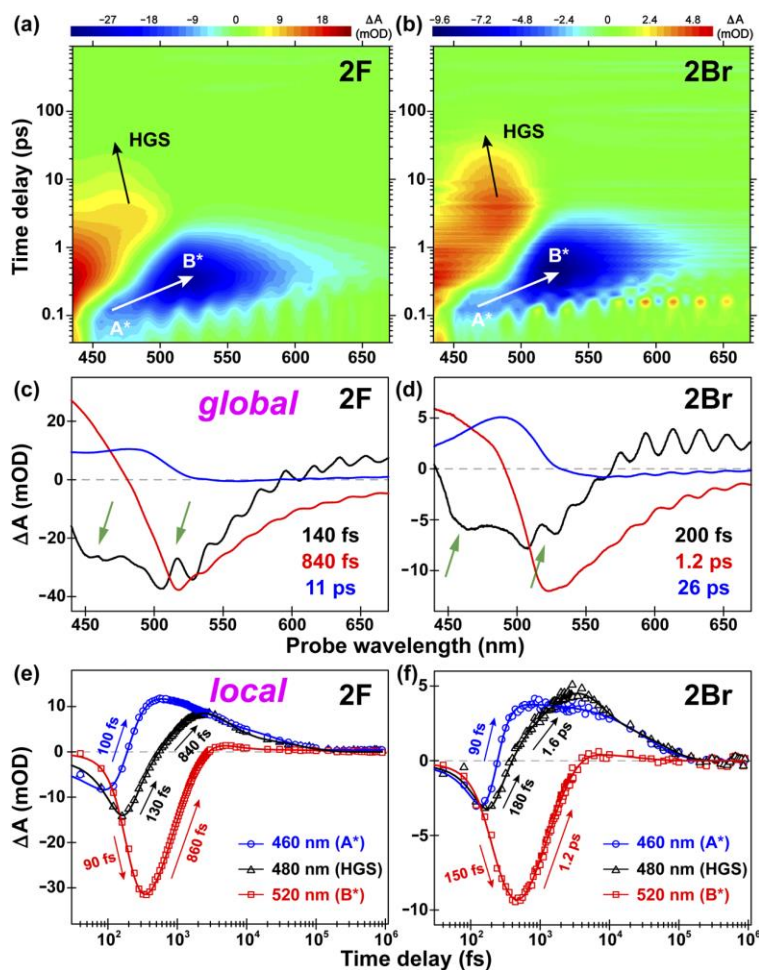 (a) -27 -18 -9 0 9 18 ΔA (mOD)
(b) -9.6 -7.2 -4.8 -2.4 0 2.4 4.8 ΔA (mOD)
2F
HGS
B*
A*
Time delay (ps)
100
10
1
0.1
450 500 550 600 650
2Br
HGS
B*
A*
100
10
1
0.1
450 500 550 600 650
(c) global 2F
ΔA (mOD)
20
0
-20
-40
140 fs
840 fs
11 ps
450 500 550 600 650
(d) 2Br
5
0
-5
-10
200 fs
1.2 ps
26 ps
450 500 550 600 650
Probe wavelength (nm)
(e) local 2F
ΔA (mOD)
10
0
-10
-20
-30
100 fs
840 fs
130 fs
90 fs
860 fs
460 nm (A*)
480 nm (HGS)
520 nm (B*)
10² 10³ 10⁴ 10⁵ 10⁶
(f) 2Br
5
0
-5
-10
90 fs
1.6 ps
180 fs
150 fs
1.2 ps
460 nm (A*)
480 nm (HGS)
520 nm (B*)
10² 10³ 10⁴ 10⁵ 10⁶
Time delay (fs)